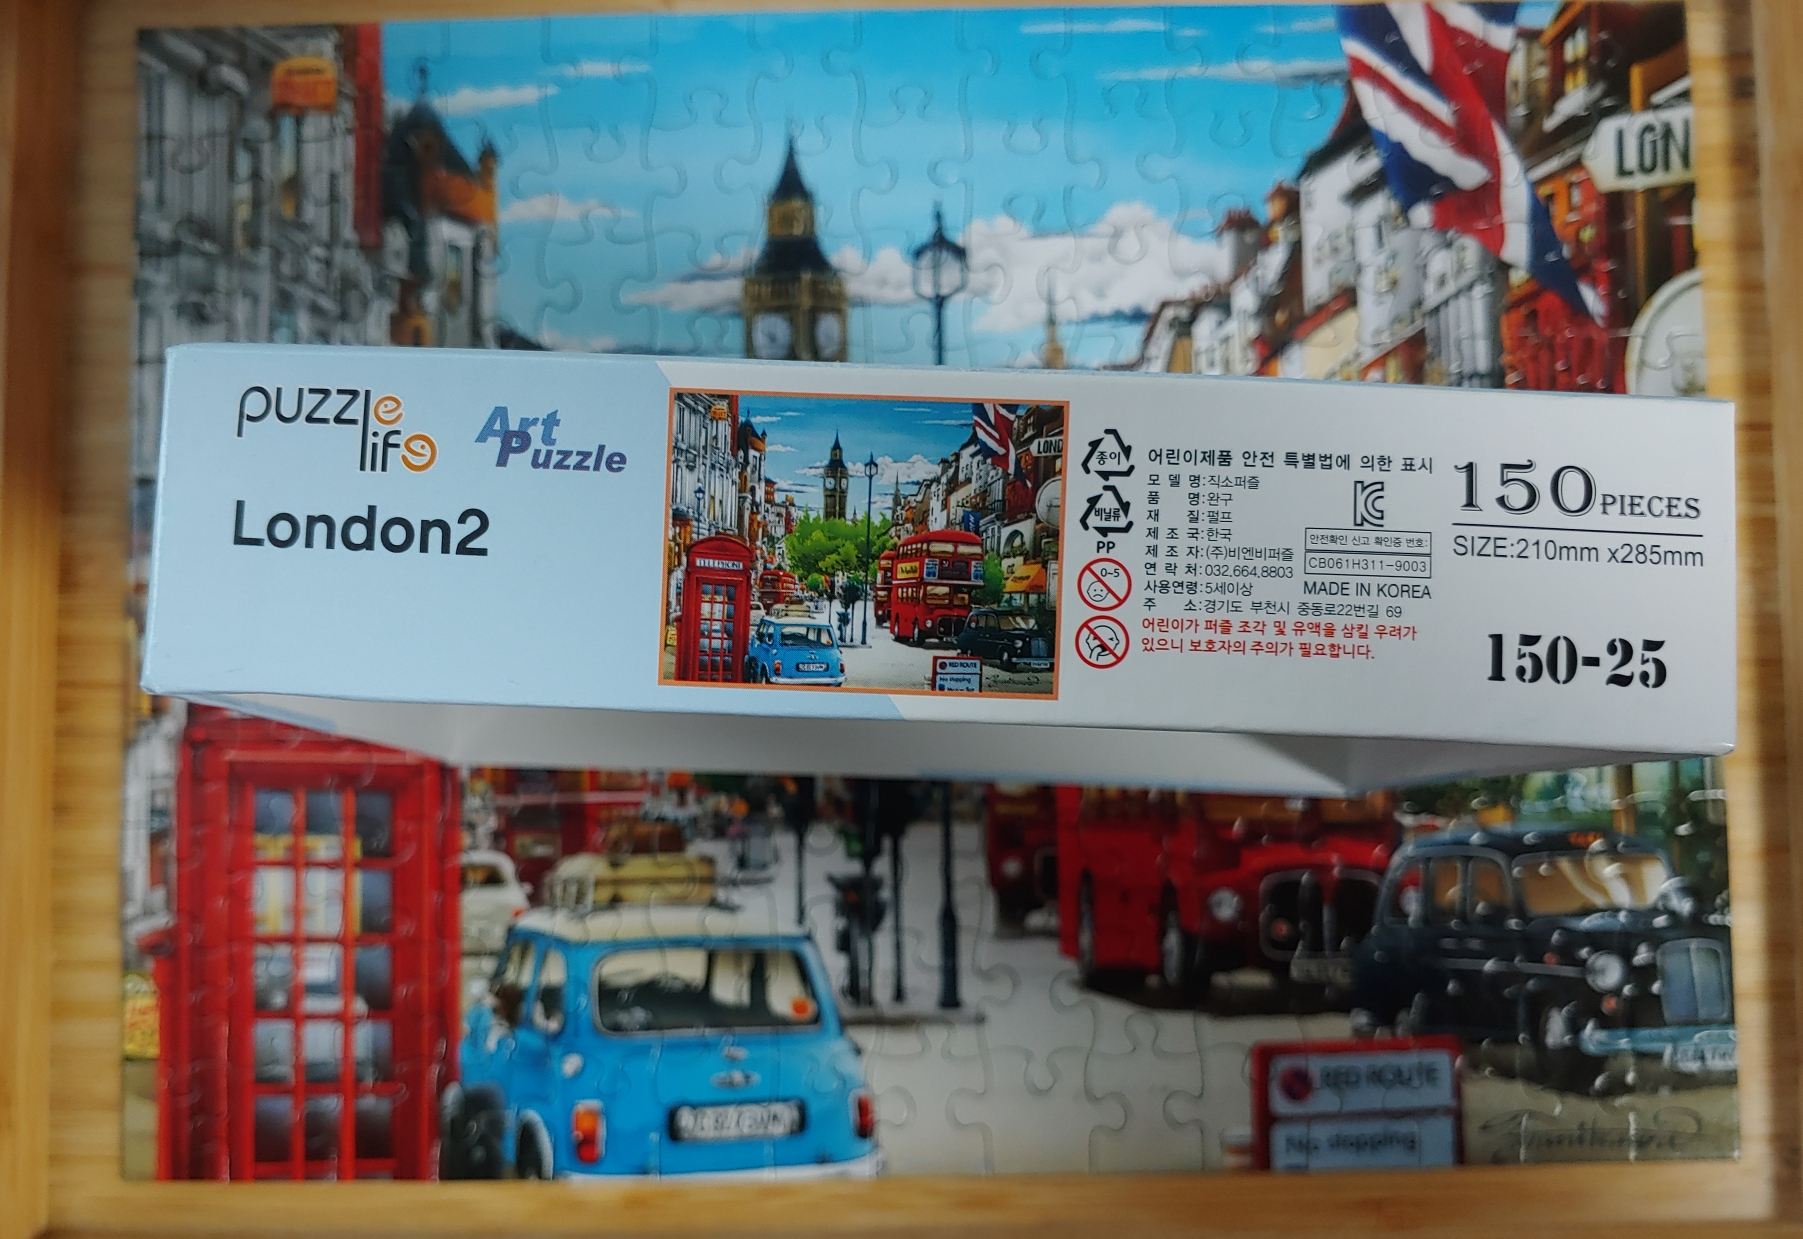 LON
puzzle
life
Art
Puzzle
London2
LOND
TELEPHONE
RED ROUTE
No stopping
종이
비닐류
PP
0-5
어린이제품 안전 특별법에 의한 표시
모 델 명:직소퍼즐
품 명:완구
재 질:펄프
제 조 국:한국
제 조 자:(주)비엔비퍼즐
연 락 처:032.664.8803
사용연령:5세이상
주 소:경기도 부천시 중동로22번길 69
안전확인 신고 확인증 번호:
CB061H311-9003
MADE IN KOREA
어린이가 퍼즐 조각 및 유액을 삼킬 우려가
있으니 보호자의 주의가 필요합니다.
150 PIECES
SIZE:210mm x285mm
150-25
RED ROUTE
No stopping